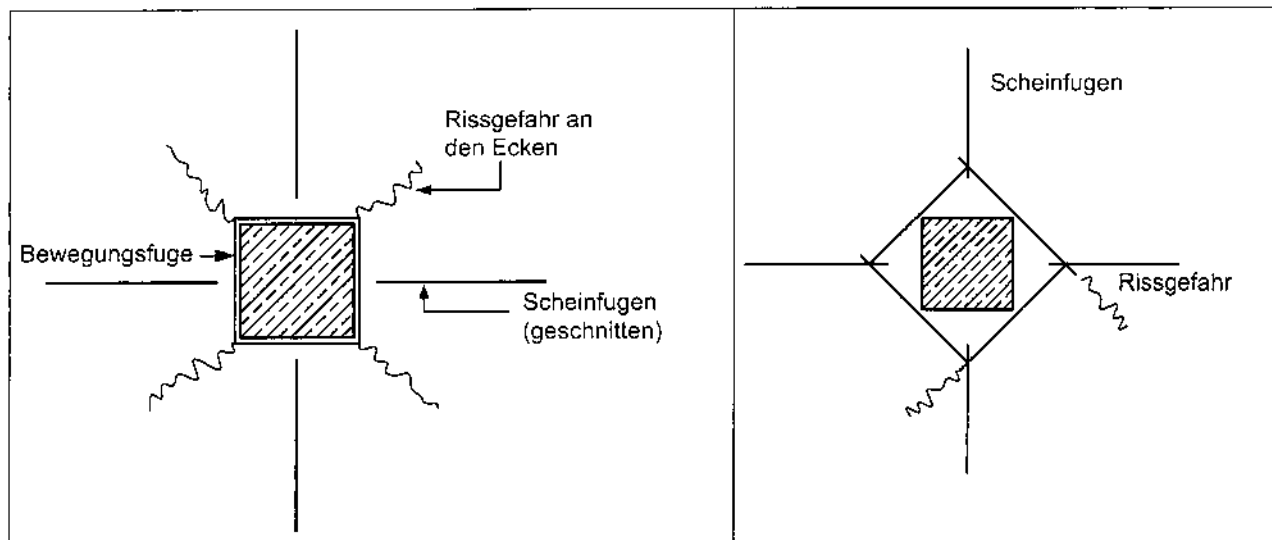 Rissgefahr an
den Ecken
Bewegungsfuge
Scheinfugen
(geschnitten)
Scheinfugen
Rissgefahr